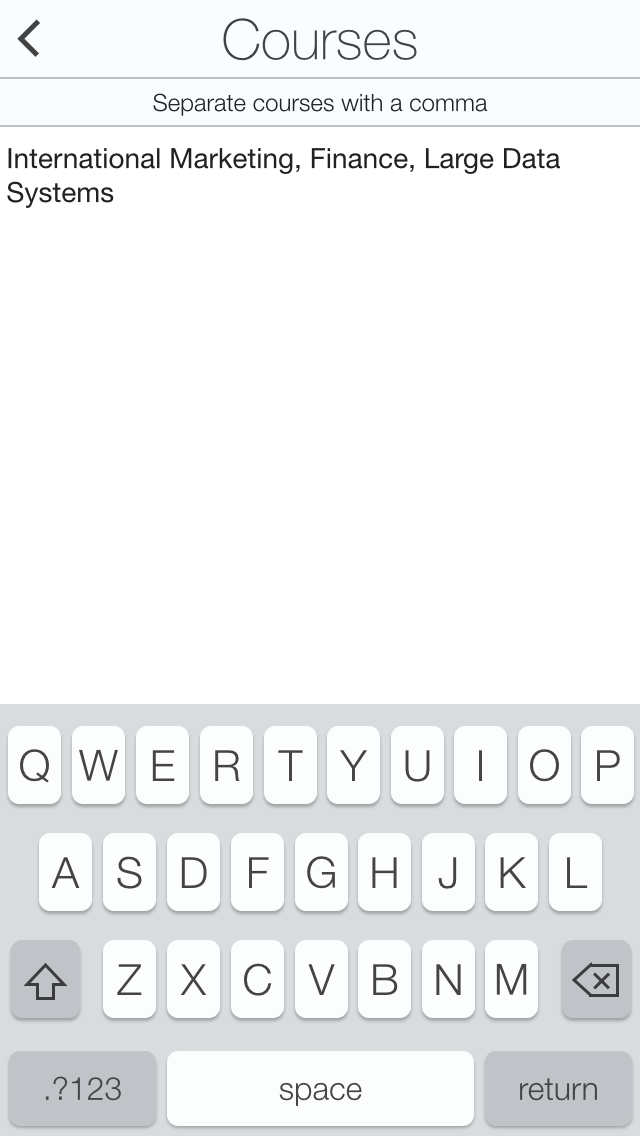 Courses
Separate courses with a comma
International Marketing, Finance, Large Data
Systems
Q W E R T Y U I O P
A S D F G H J K L
Z X C V B N M
.?123 space return